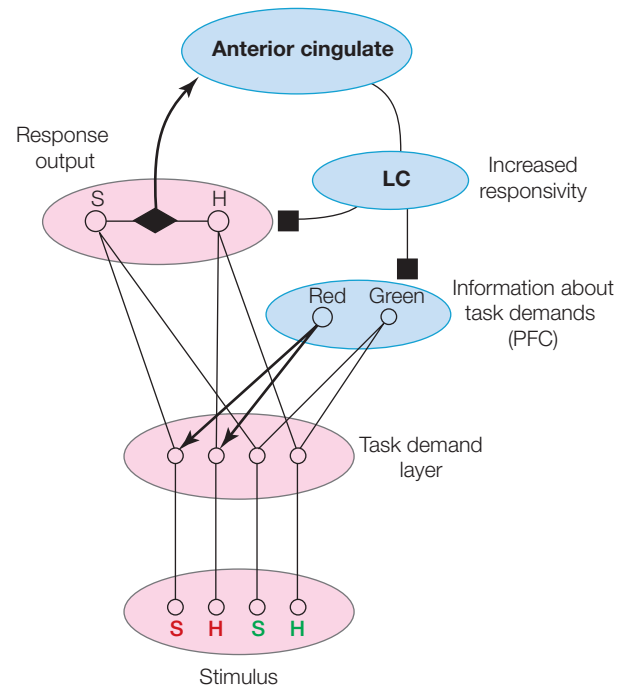 Anterior cingulate
Response
output
LC
Increased
responsivity
S
H
Red
Green
Information about
task demands
(PFC)
Task demand
layer
S H S H
Stimulus